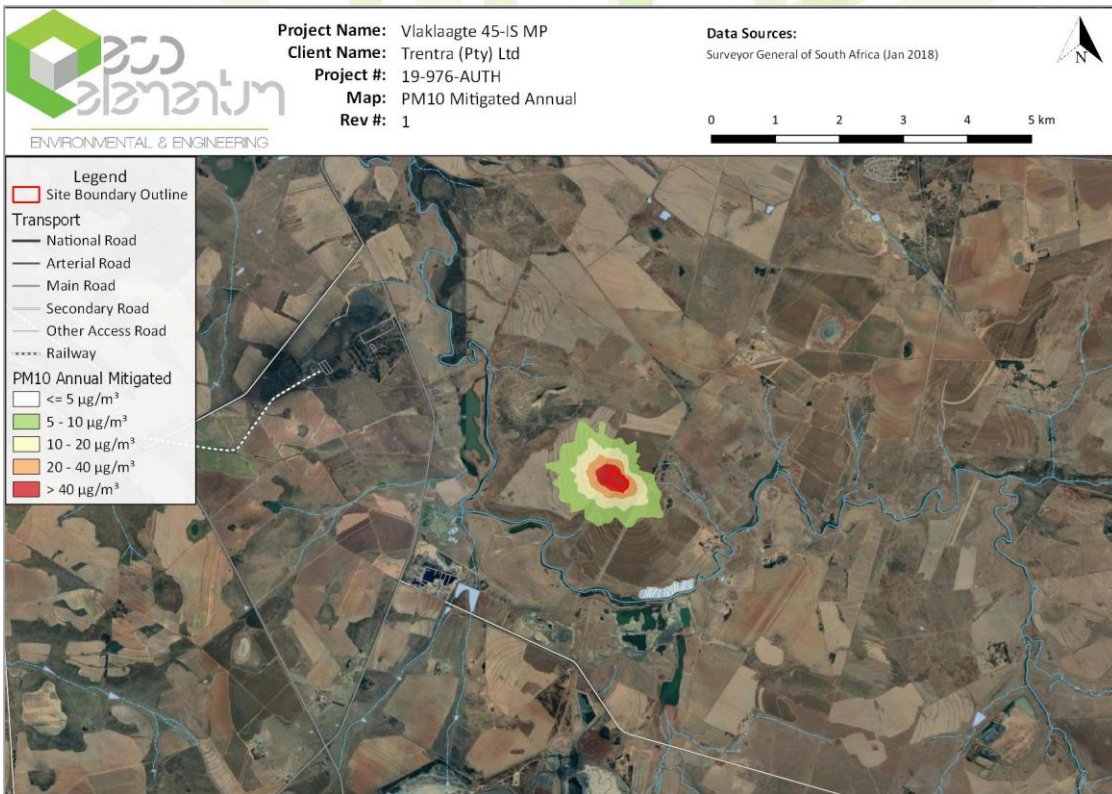 eco
elementum
ENVIRONMENTAL & ENGINEERING
Project Name: Vlaklaagte 45-IS MP
Client Name: Trentra (Pty) Ltd
Project #: 19-976-AUTH
Map: PM10 Mitigated Annual
Rev #: 1
Data Sources:
Surveyor General of South Africa (Jan 2018)
N
0 1 2 3 4 5 km
Legend
Site Boundary Outline
Transport
National Road
Arterial Road
Main Road
Secondary Road
Other Access Road
Railway
PM10 Annual Mitigated
<= 5 µg/m³
5 - 10 µg/m³
10 - 20 µg/m³
20 - 40 µg/m³
> 40 µg/m³